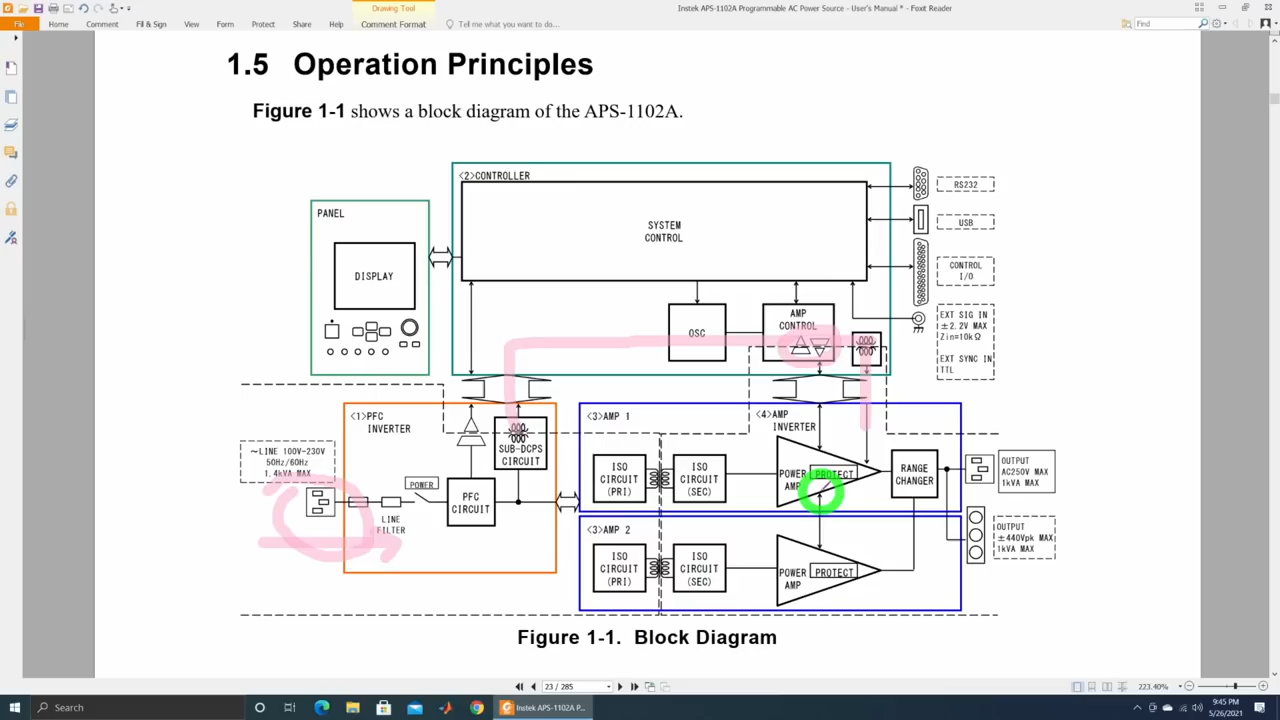 Drawing Tool
Instek APS-1102A Programmable AC Power Source - User's Manual * - Foxit Reader
File
Home
Comment
Fill & Sign
View
Form
Protect
Share
Help
Comment Format
Tell me what you want to do...
Find
1.5 Operation Principles
Figure 1-1 shows a block diagram of the APS-1102A.
<2>CONTROLLER
PANEL
DISPLAY
SYSTEM
CONTROL
RS232
USB
CONTROL
I/O
OSC
AMP
CONTROL
EXT SIG IN
±2.2V MAX
Zin=10kΩ
EXT SYNC IN
TTL
<1>PFC
INVERTER
SUB-DCPS
CIRCUIT
~LINE 100V-230V
50Hz/60Hz
1.4kVA MAX
LINE
FILTER
POWER
PFC
CIRCUIT
<3>AMP 1
<4>AMP
INVERTER
ISO
CIRCUIT
(PRI)
ISO
CIRCUIT
(SEC)
POWER
AMP
PROTECT
RANGE
CHANGER
OUTPUT
AC250V MAX
1kVA MAX
<3>AMP 2
ISO
CIRCUIT
(PRI)
ISO
CIRCUIT
(SEC)
POWER
AMP
PROTECT
OUTPUT
±440Vpk MAX
1kVA MAX
Figure 1-1. Block Diagram
23 / 285
223.40%
Search
Instek APS-1102A P...
9:45 PM
5/26/2021